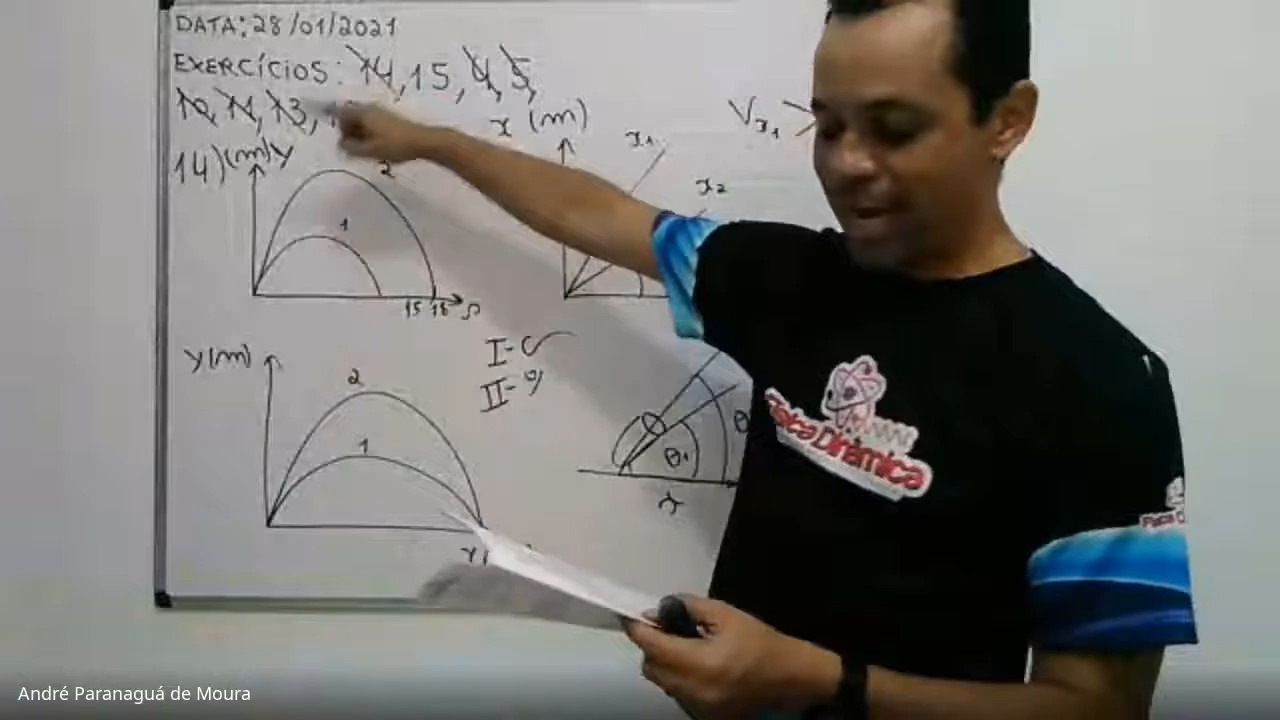 DATA: 28/01/2021
EXERCÍCIOS: 14, 15, 4, 5,
10, 11, 13,
14) (m) y
2
1
15 18
x (m)
x1
x2
Vx1
y (m)
2
1
I-
II-
θ
θ1
θ
x
Física Dinâmica
André Paranaguá de Moura